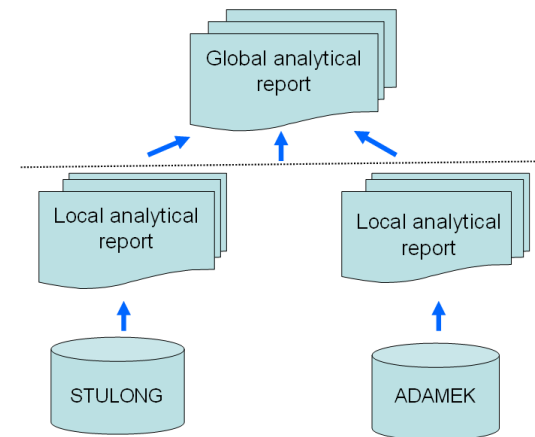 Global analytical
report
Local analytical
report
Local analytical
report
STULONG
ADAMEK